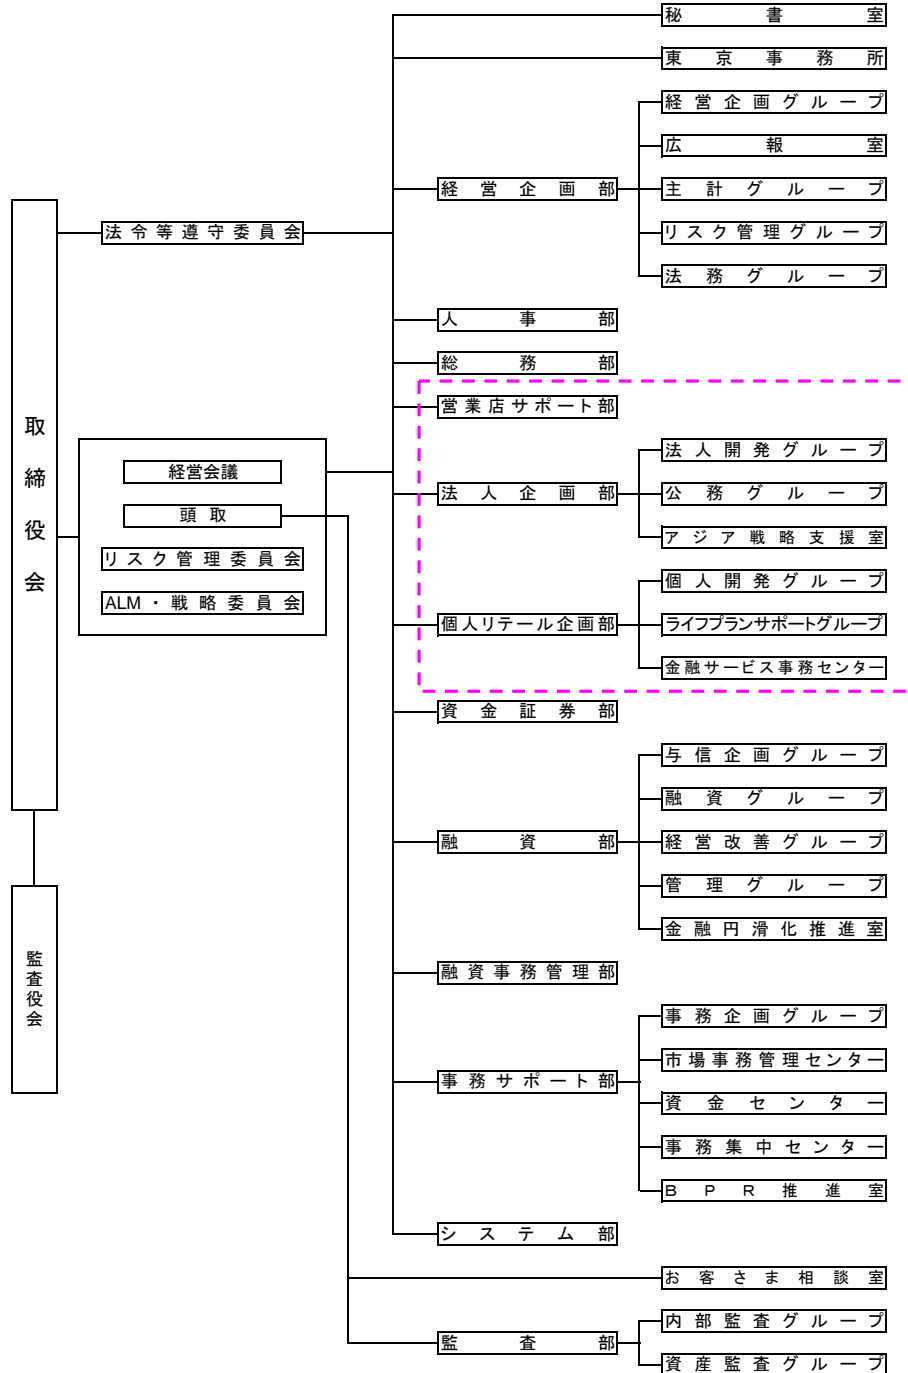 秘書室
東京事務所
経営企画グループ
広報室
経営企画部
主計グループ
法令等遵守委員会
リスク管理グループ
法務グループ
人事部
総務部
営業店サポート部
取締役会
経営会議
法人開発グループ
法人企画部
公務グループ
頭取
アジア戦略支援室
リスク管理委員会
個人開発グループ
ALM・戦略委員会
個人リテール企画部
ライフプランサポートグループ
金融サービス事務センター
資金証券部
与信企画グループ
融資グループ
融資部
経営改善グループ
管理グループ
金融円滑化推進室
監査役会
融資事務管理部
事務企画グループ
市場事務管理センター
事務サポート部
資金センター
事務集中センター
BPR推進室
システム部
お客さま相談室
内部監査グループ
監査部
資産監査グループ